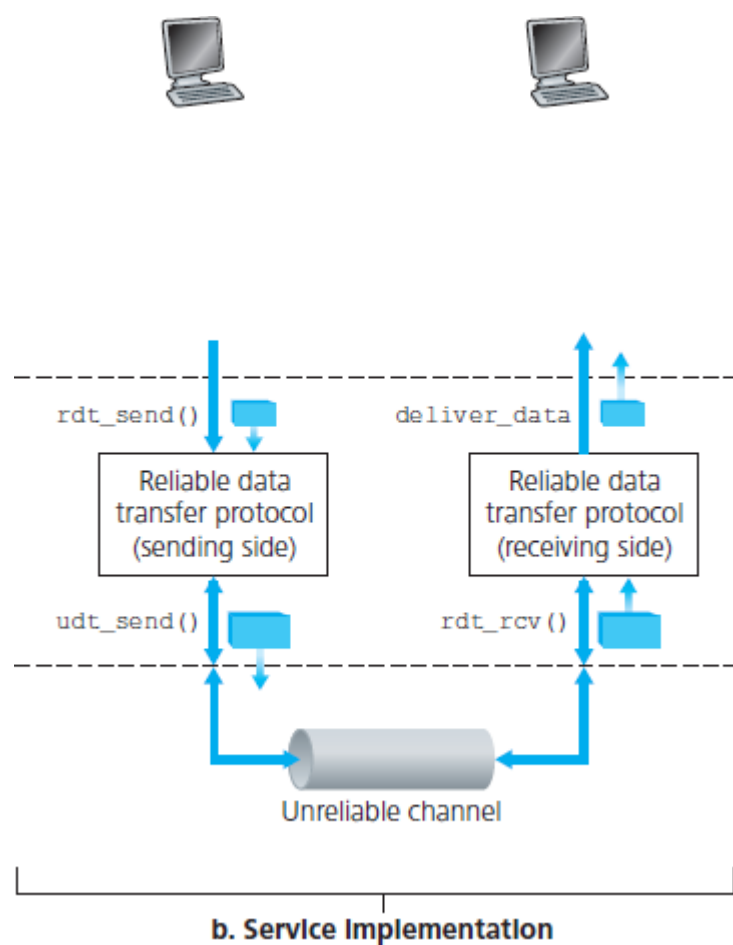 rdt_send()
deliver_data
Reliable data
transfer protocol
(sending side)
Reliable data
transfer protocol
(receiving side)
udt_send()
rdt_rcv()
Unreliable channel
b. Service implementation